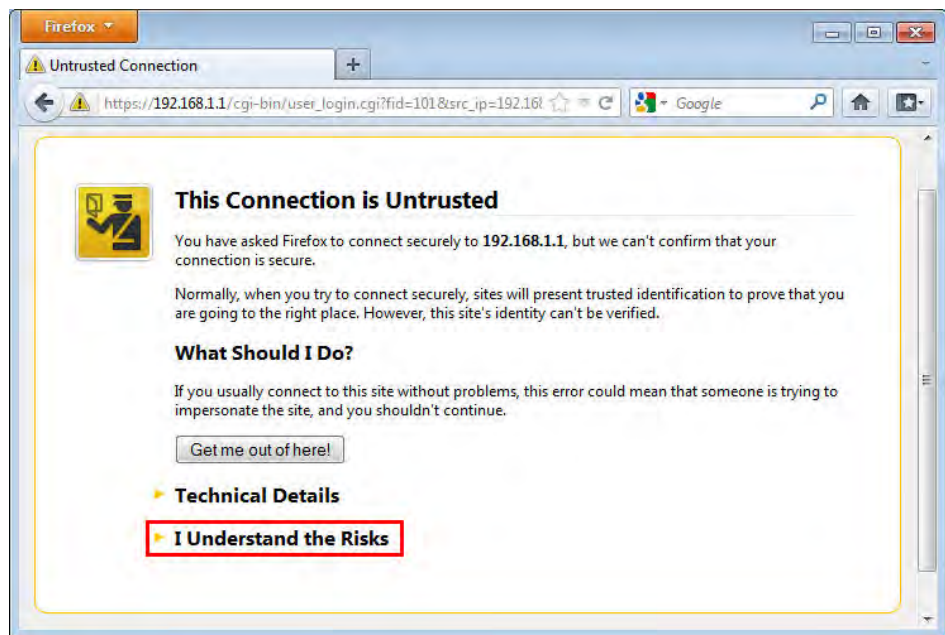 Firefox
Untrusted Connection
https://192.168.1.1/cgi-bin/user_login.cgi?fid=101&src_ip=192.16
Google
This Connection is Untrusted
You have asked Firefox to connect securely to 192.168.1.1, but we can't confirm that your
connection is secure.
Normally, when you try to connect securely, sites will present trusted identification to prove that you
are going to the right place. However, this site's identity can't be verified.
What Should I Do?
If you usually connect to this site without problems, this error could mean that someone is trying to
impersonate the site, and you shouldn't continue.
Get me out of here!
Technical Details
I Understand the Risks